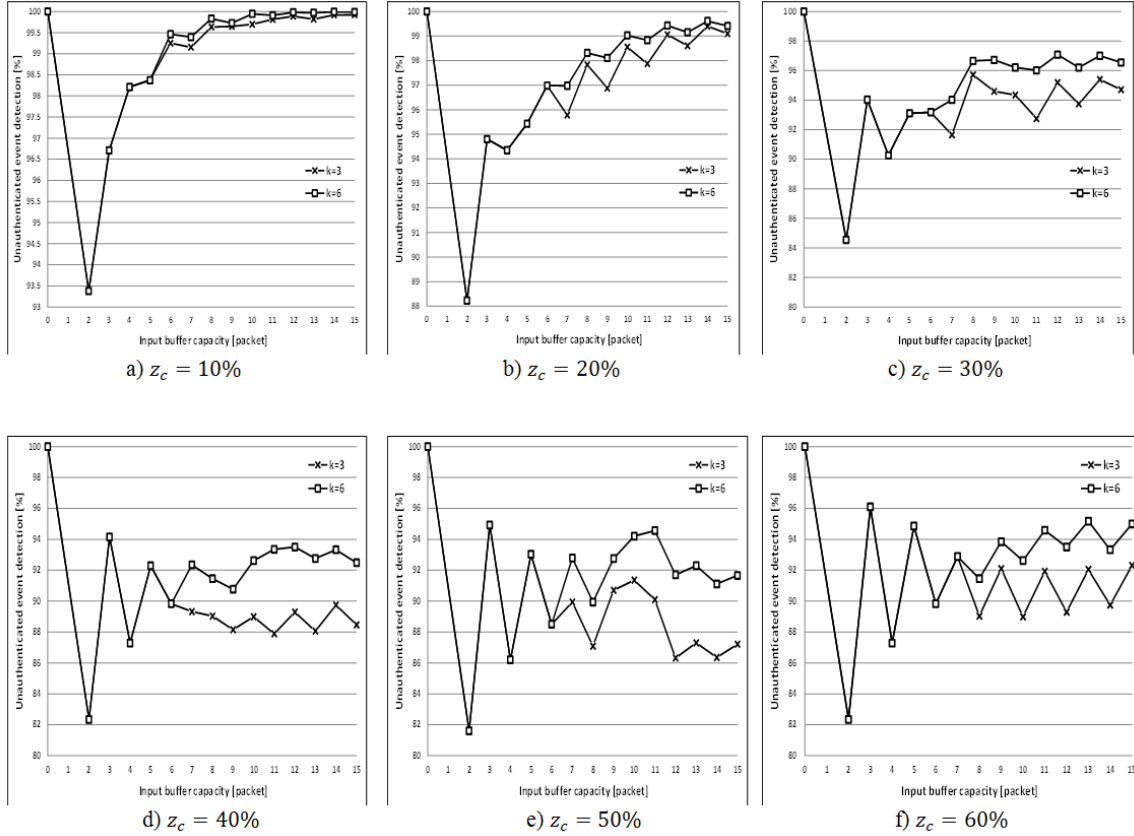 Unauthenticated event detection [%]
100
99.5
99
98.5
98
97.5
97
96.5
96
95.5
95
94.5
94
93.5
93
k=3
k=6
0 1 2 3 4 5 6 7 8 9 10 11 12 13 14 15
Input buffer capacity [packet]
a) z_c = 10%
Unauthenticated event detection [%]
100
99
98
97
96
95
94
93
92
91
90
89
88
k=3
k=6
0 1 2 3 4 5 6 7 8 9 10 11 12 13 14 15
Input buffer capacity [packet]
b) z_c = 20%
Unauthenticated event detection [%]
100
98
96
94
92
90
88
86
84
82
80
k=3
k=6
0 1 2 3 4 5 6 7 8 9 10 11 12 13 14 15
Input buffer capacity [packet]
c) z_c = 30%
Unauthenticated event detection [%]
100
98
96
94
92
90
88
86
84
82
80
k=3
k=6
0 1 2 3 4 5 6 7 8 9 10 11 12 13 14 15
Input buffer capacity [packet]
d) z_c = 40%
Unauthenticated event detection [%]
100
98
96
94
92
90
88
86
84
82
80
k=3
k=6
0 1 2 3 4 5 6 7 8 9 10 11 12 13 14 15
Input buffer capacity [packet]
e) z_c = 50%
Unauthenticated event detection [%]
100
98
96
94
92
90
88
86
84
82
80
k=3
k=6
0 1 2 3 4 5 6 7 8 9 10 11 12 13 14 15
Input buffer capacity [packet]
f) z_c = 60%